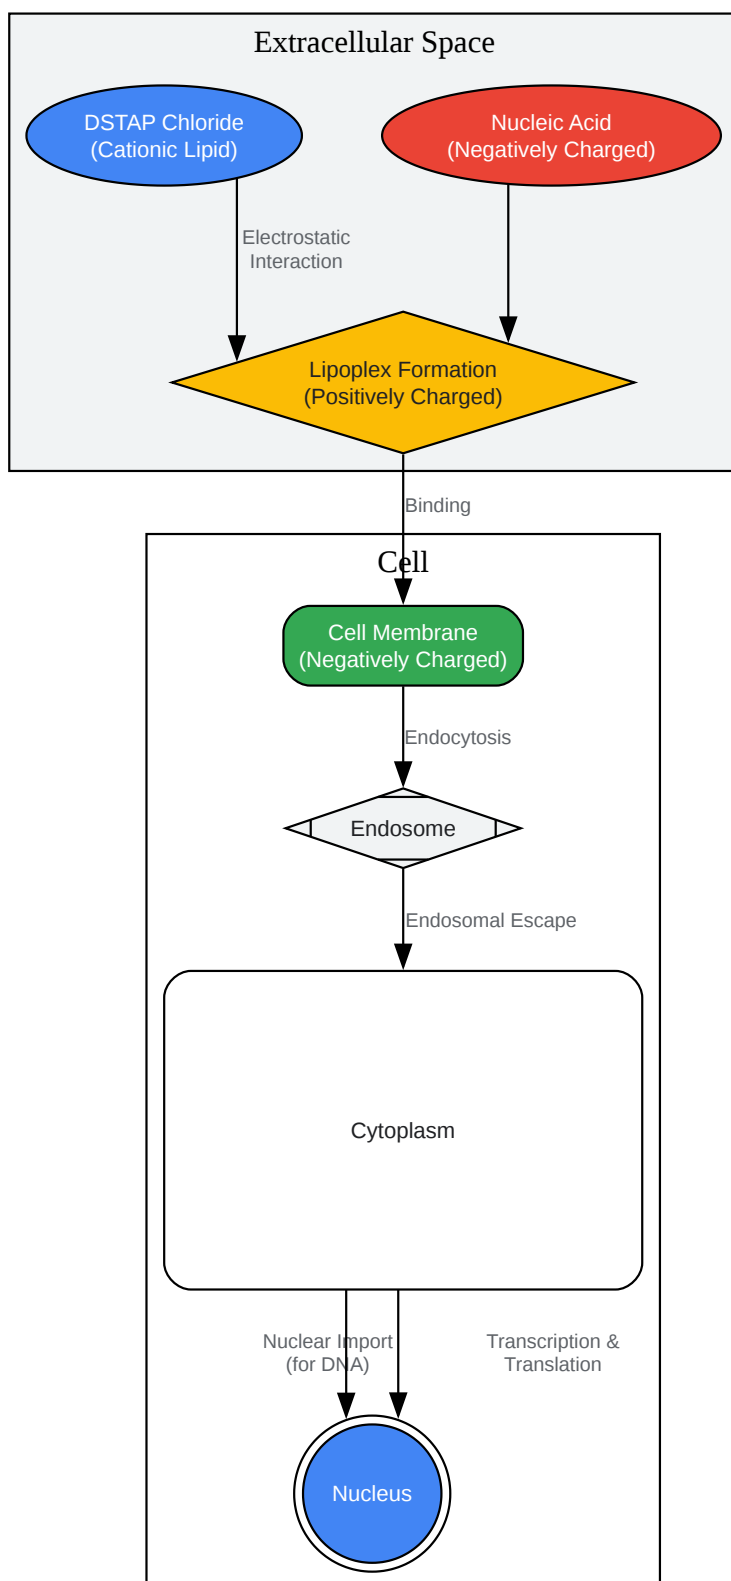 Extracellular Space
DSTAP Chloride
(Cationic Lipid)
Nucleic Acid
(Negatively Charged)
Electrostatic
Interaction
Lipoplex Formation
(Positively Charged)
Binding
Cell
Cell Membrane
(Negatively Charged)
Endocytosis
Endosome
Endosomal Escape
Cytoplasm
Nuclear Import
(for DNA)
Transcription &
Translation
Nucleus